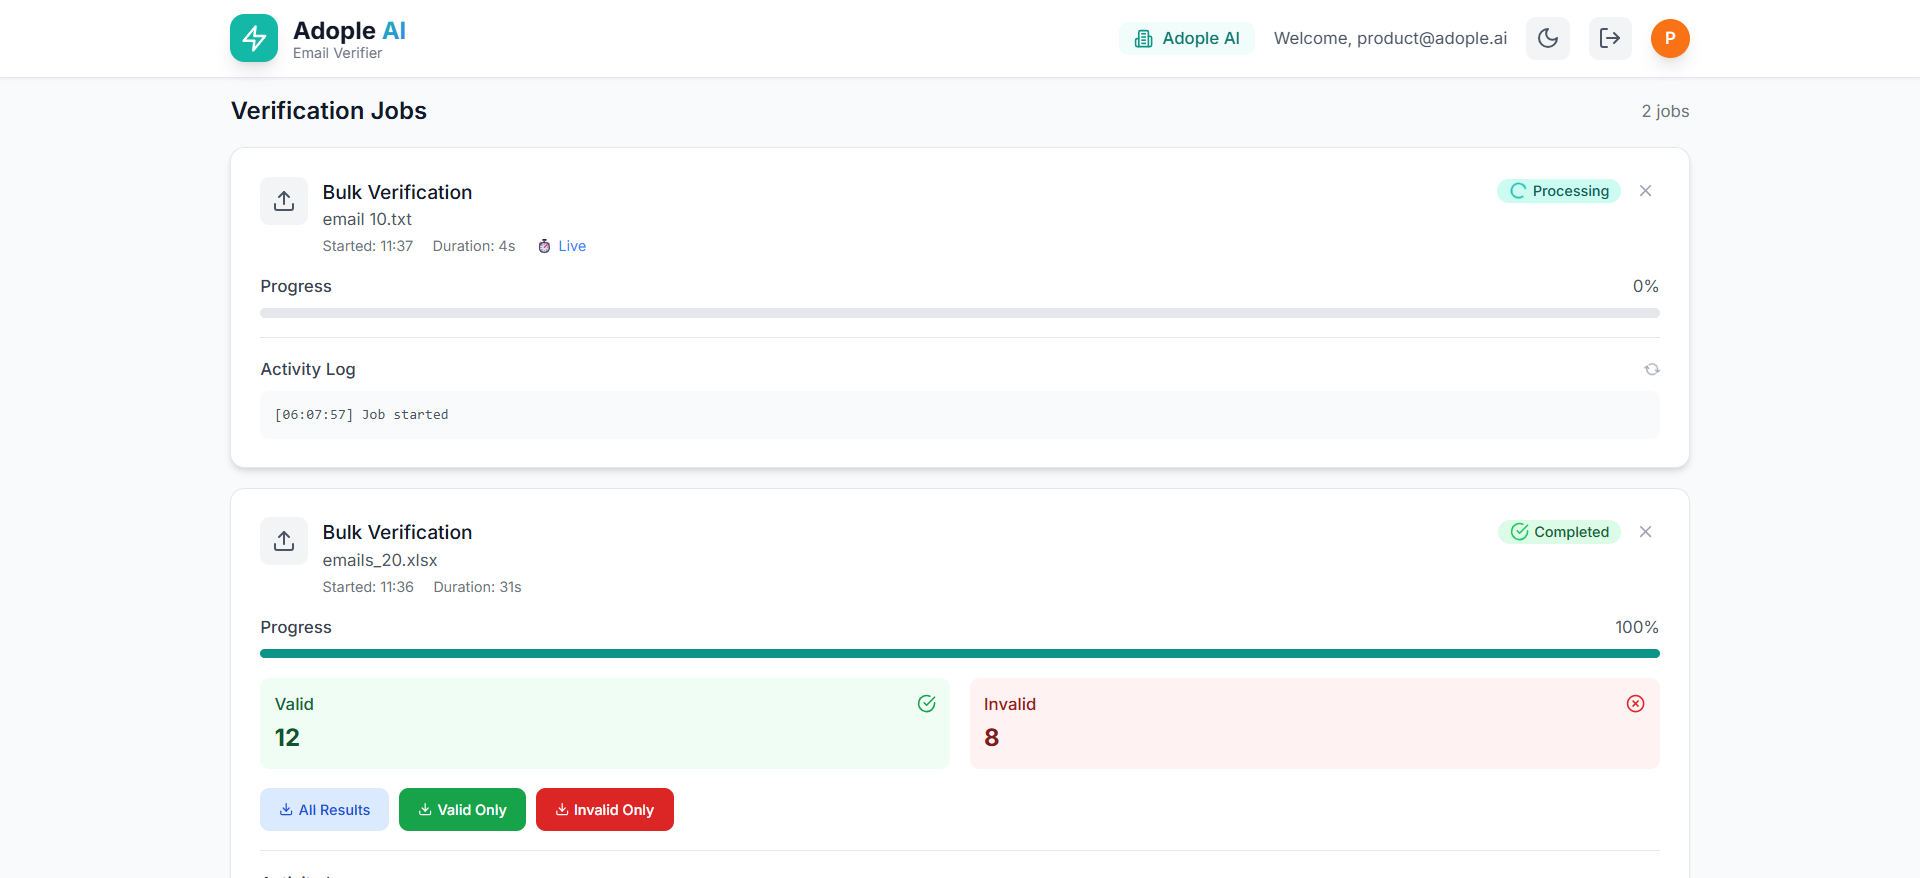 Adople AI
Email Verifier
Adople AI
Welcome, product@adople.ai
P
Verification Jobs
2 jobs
Bulk Verification
Processing
email 10.txt
Started: 11:37 Duration: 4s Live
Progress
0%
Activity Log
[06:07:57] Job started
Bulk Verification
Completed
emails_20.xlsx
Started: 11:36 Duration: 31s
Progress
100%
Valid
12
Invalid
8
All Results
Valid Only
Invalid Only